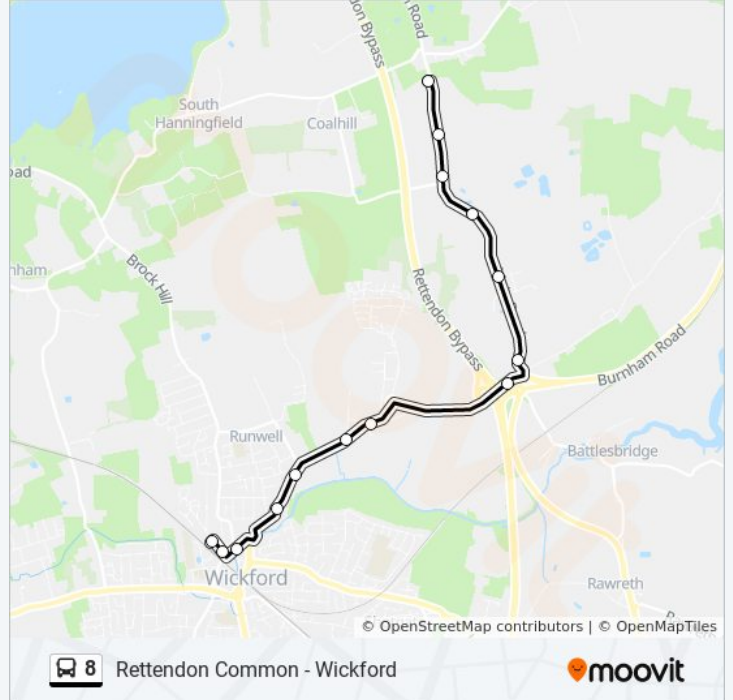 don Bypass
Road
South
Hanningfield
Coalhill
oad
nham
Brock Hill
Rettendon Bypass
Burnham Road
Runwell
Battlesbridge
Wickford
Rawreth
© OpenStreetMap contributors | © OpenMapTiles
8 Rettendon Common - Wickford
moovit